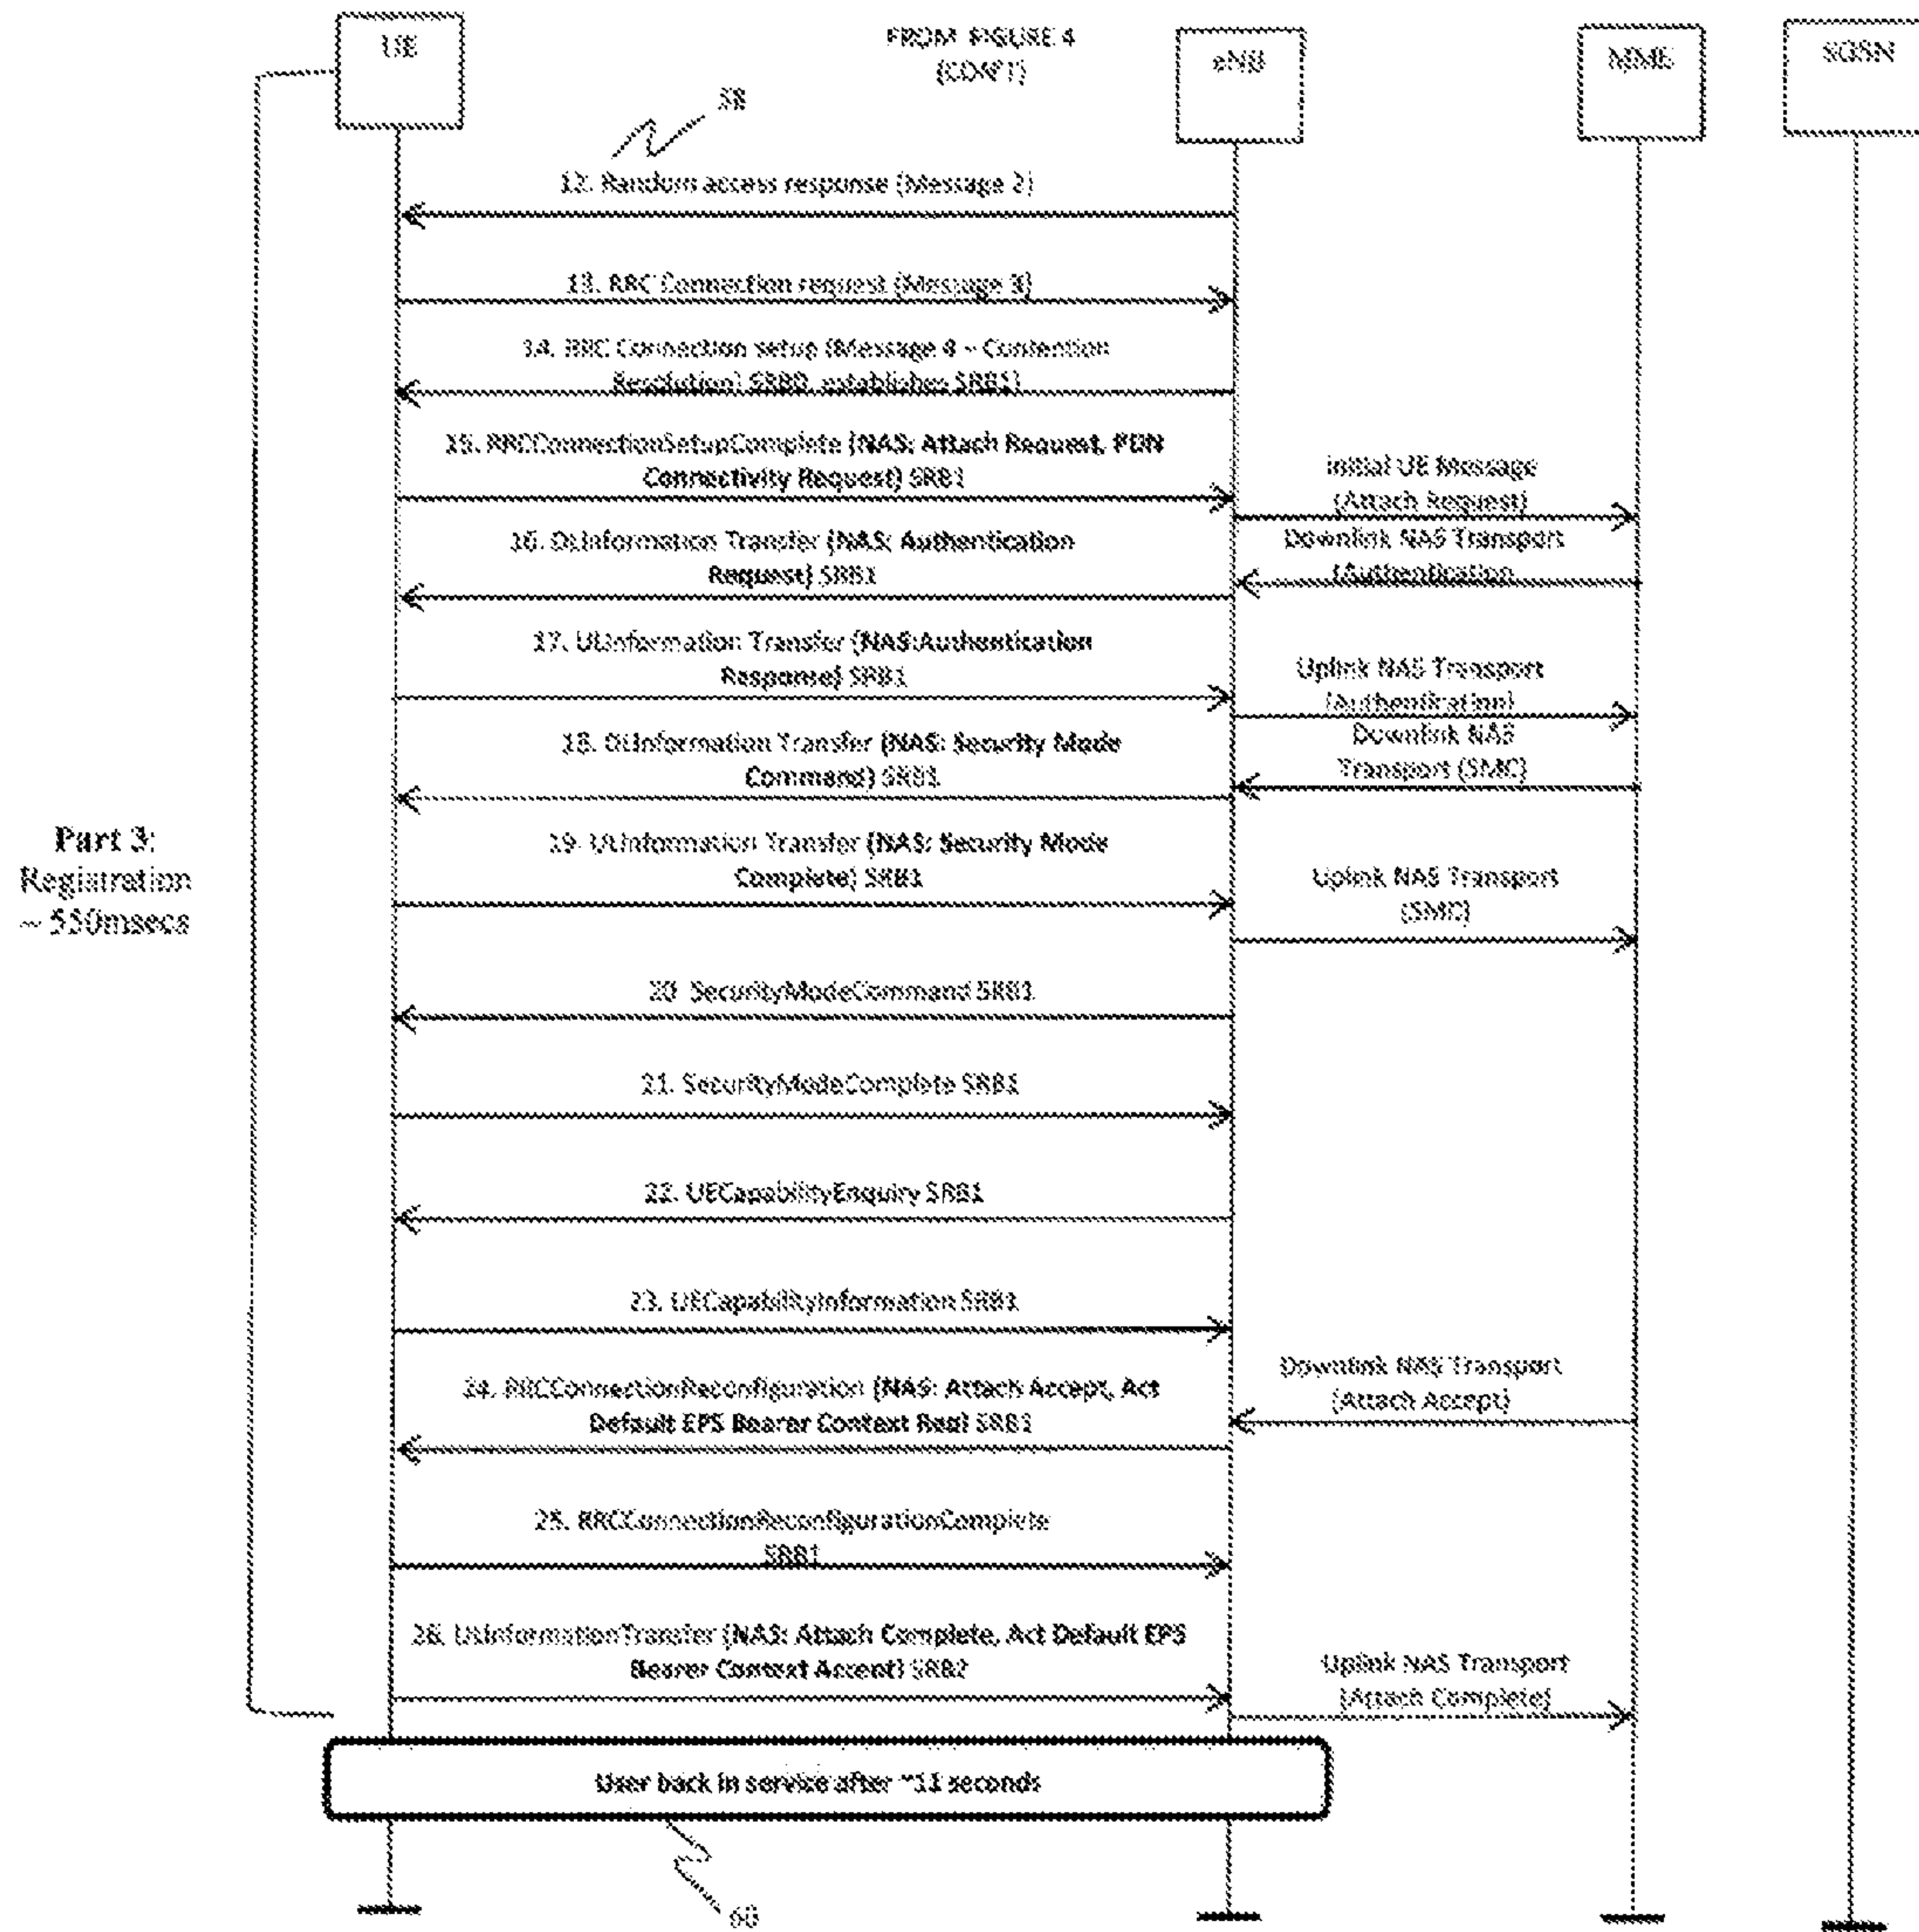 UE
FROM FIGURE 4
(CON'T)
eNB
MME
SGSN
58
12. Random access response (Message 2)
13. RRC Connection request (Message 3)
14. RRC Connection setup (Message 4 – Contention
Resolution) SRB0, establishes SRB1)
15. RRCConnectionSetupComplete (NAS: Attach Request, PDN
Connectivity Request) SRB1
Initial UE Message
(Attach Request)
16. DLInformation Transfer (NAS: Authentication
Request) SRB1
Downlink NAS Transport
(Authentication
17. ULInformation Transfer (NAS:Authentication
Response) SRB1
Uplink NAS Transport
(Authentication)
18. DLInformation Transfer (NAS: Security Mode
Command) SRB1
Downlink NAS
Transport (SMC)
19. ULInformation Transfer (NAS: Security Mode
Complete) SRB1
Uplink NAS Transport
(SMC)
Part 3:
Registration
~ 550msecs
20 SecurityModeCommand SRB1
21. SecurityModeComplete SRB1
22. UECapabilityEnquiry SRB1
23. UECapabilityInformation SRB1
24. RRCConnectionReconfiguration (NAS: Attach Accept, Act
Default EPS Bearer Context Req) SRB1
Downlink NAS Transport
(Attach Accept)
25. RRCConnectionReconfigurationComplete
SRB1
26. ULInformationTransfer (NAS: Attach Complete, Act Default EPS
Bearer Context Accept) SRB2
Uplink NAS Transport
(Attach Complete)
User back in service after ~11 seconds
60